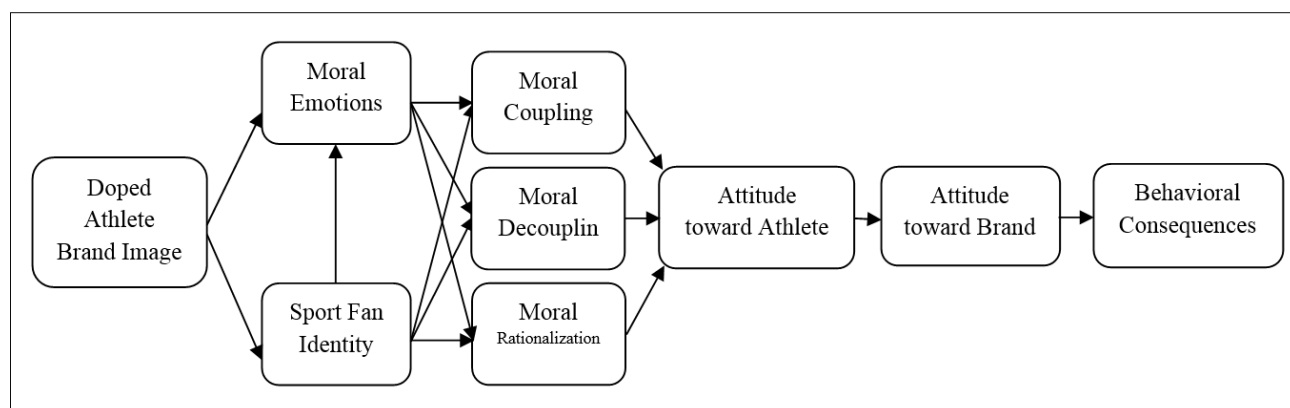 Doped
Athlete
Brand Image
Moral
Emotions
Sport Fan
Identity
Moral
Coupling
Moral
Decouplin
Moral
Rationalization
Attitude
toward Athlete
Attitude
toward Brand
Behavioral
Consequences